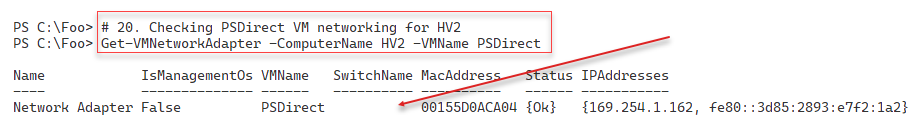 PS C:\Foo> # 20. Checking PSDirect VM networking for HV2
PS C:\Foo> Get-VMNetworkAdapter -ComputerName HV2 -VMName PSDirect
Name IsManagementOs VMName SwitchName MacAddress Status IPAddresses
---- -------------- ------ ---------- ---------- ------ -----------
Network Adapter False PSDirect 00155D0ACA04 {Ok} {169.254.1.162, fe80::3d85:2893:e7f2:1a2}